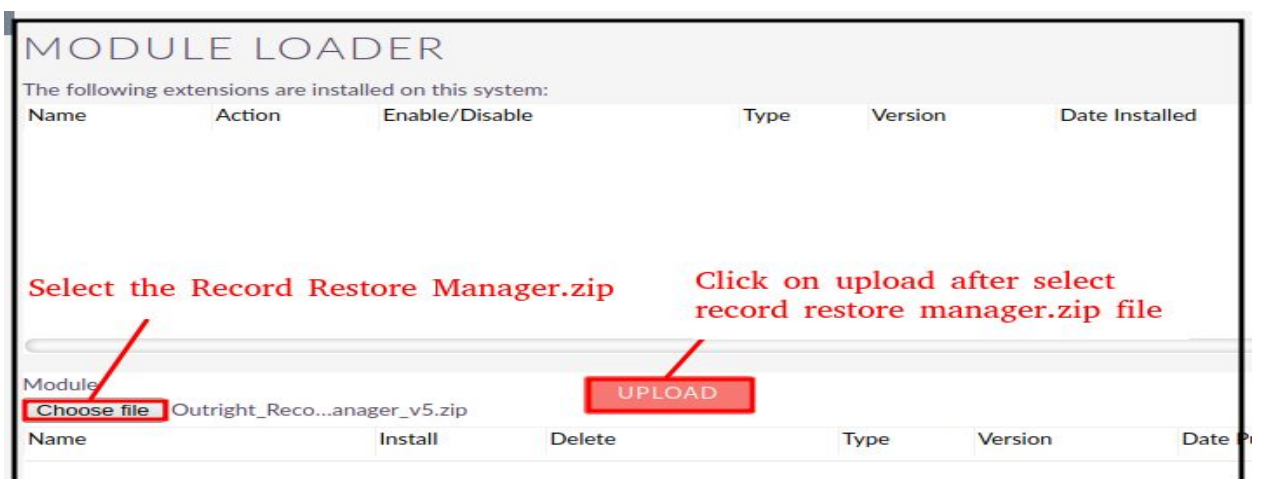 MODULE LOADER
The following extensions are installed on this system:
Name Action Enable/Disable Type Version Date Installed
Select the Record Restore Manager.zip
Click on upload after select
record restore manager.zip file
Module
UPLOAD
Choose file Outright_Reco...anager_v5.zip
Name Install Delete Type Version Date